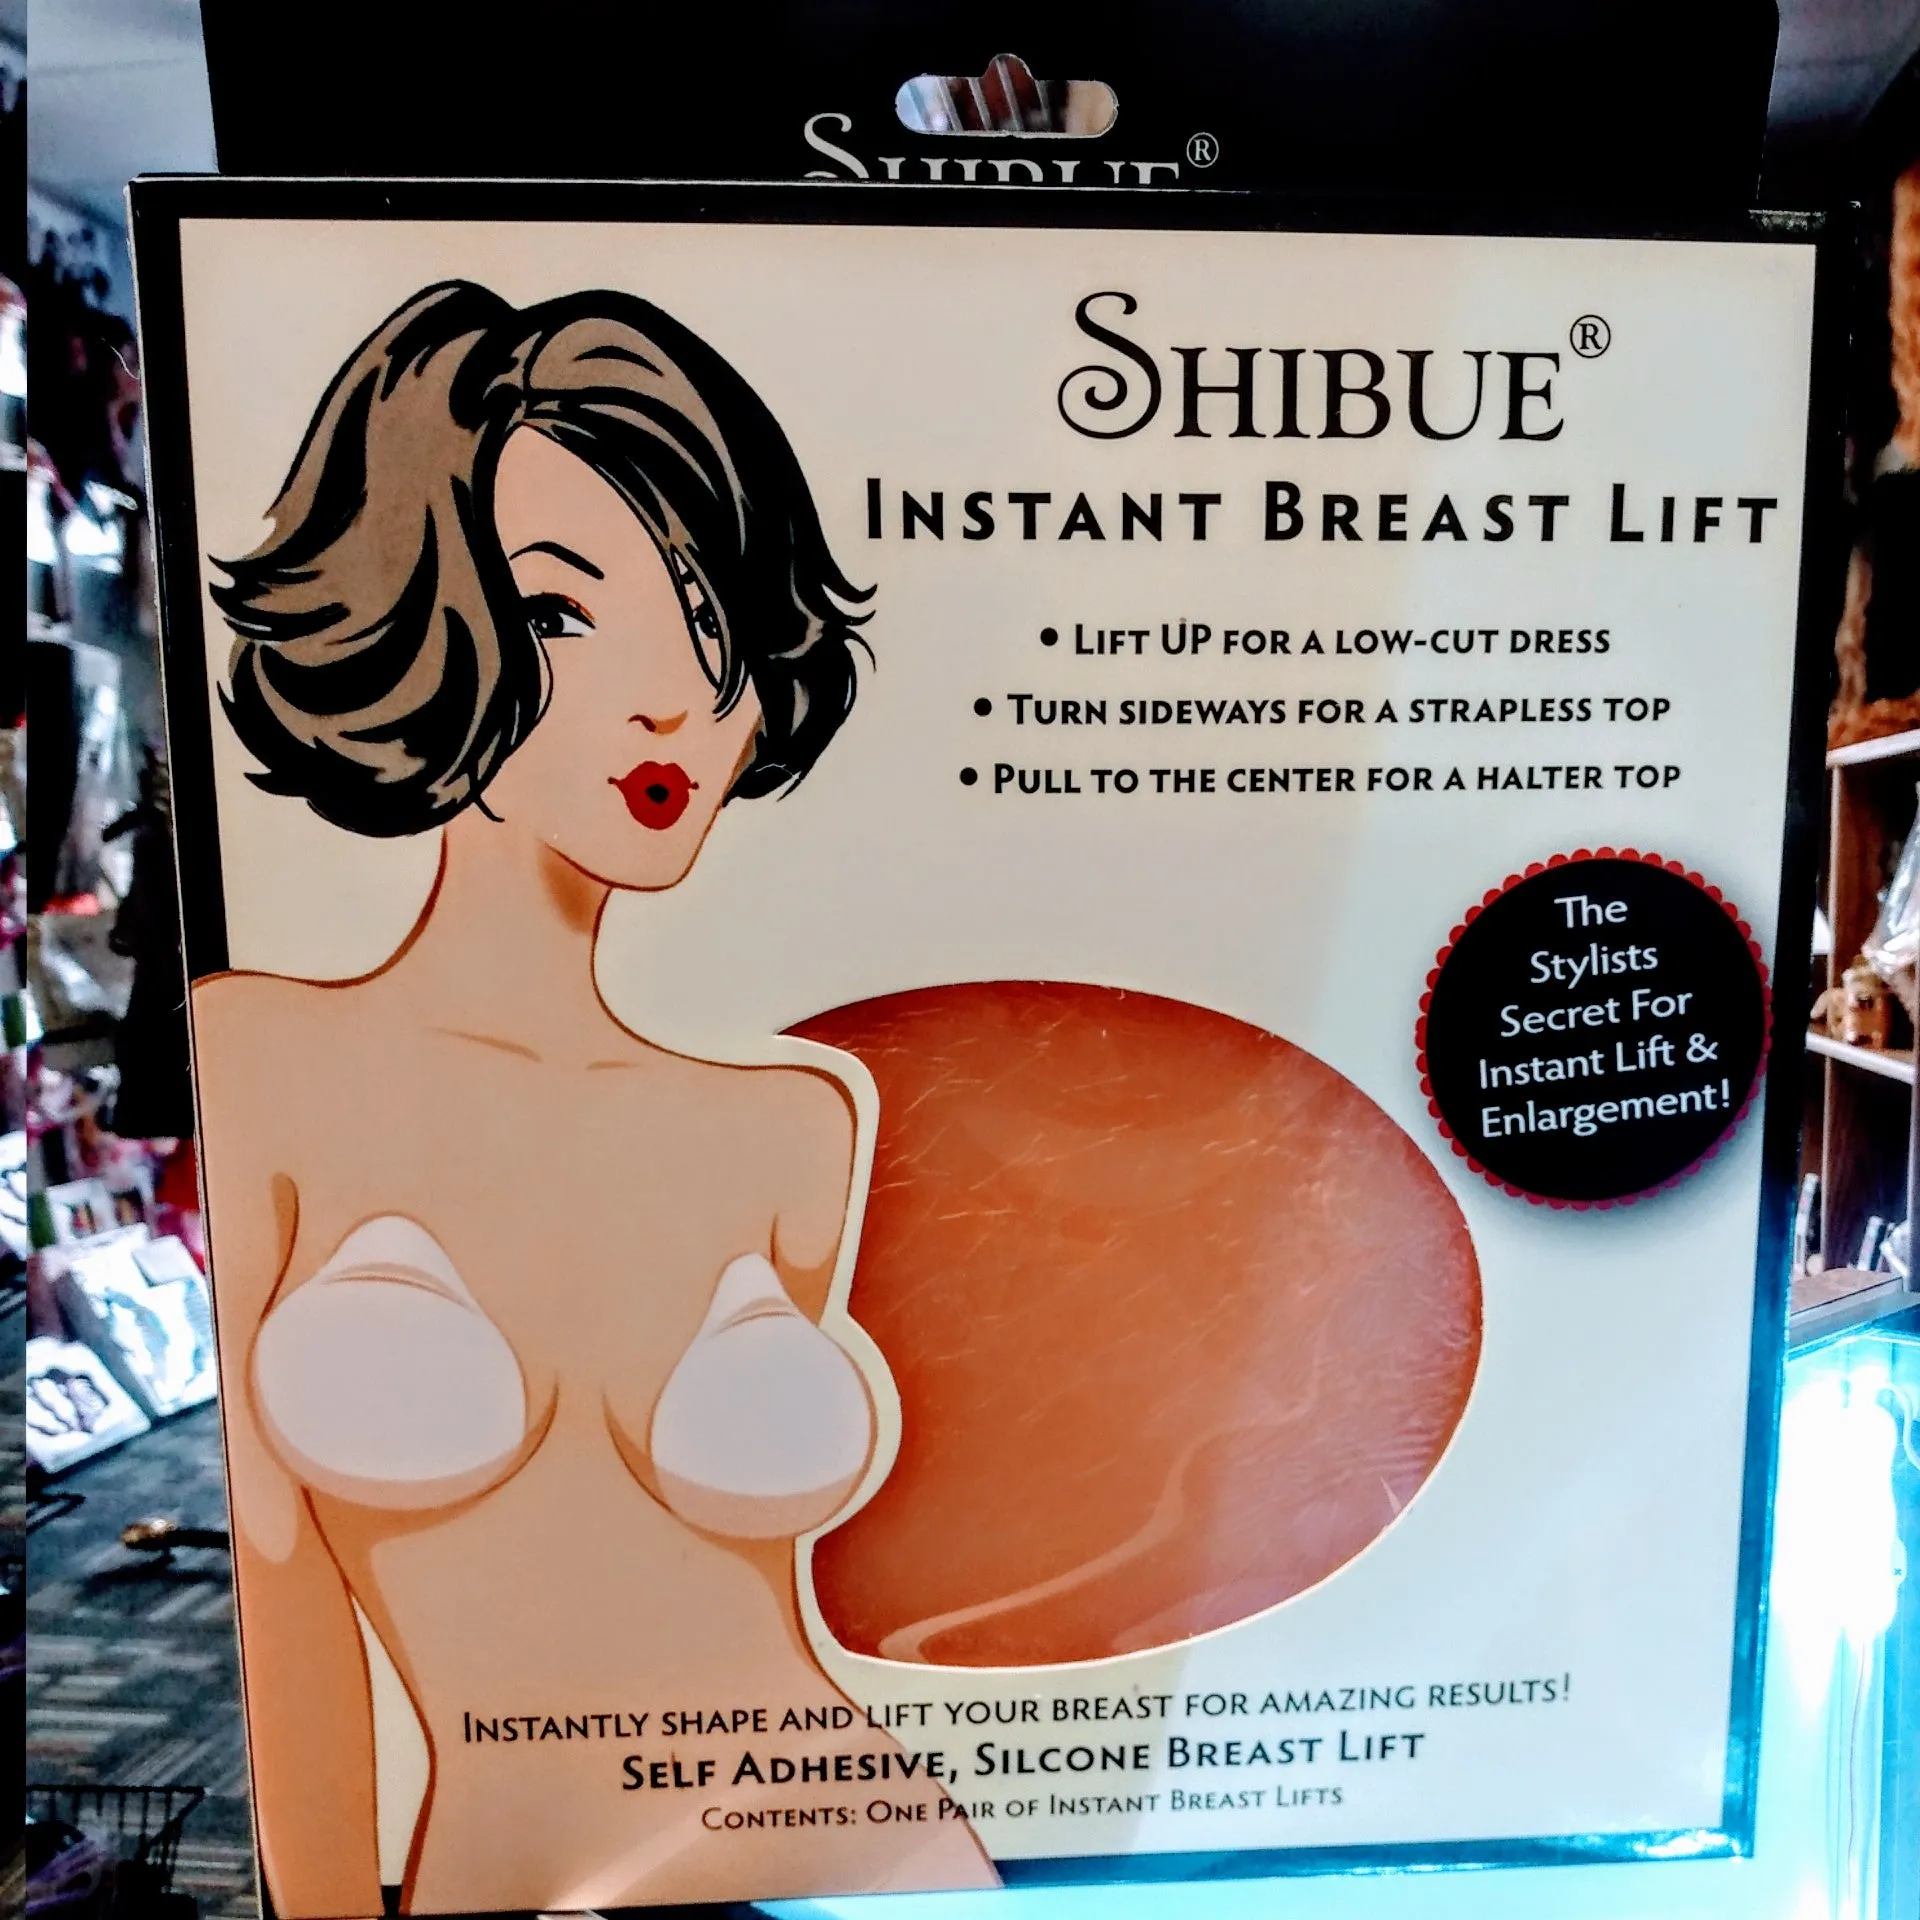 SHIBUE®
SHIBUE®
INSTANT BREAST LIFT
• LIFT UP FOR A LOW-CUT DRESS
• TURN SIDEWAYS FOR A STRAPLESS TOP
• PULL TO THE CENTER FOR A HALTER TOP
The
Stylists
Secret For
Instant Lift &
Enlargement!
INSTANTLY SHAPE AND LIFT YOUR BREAST FOR AMAZING RESULTS!
SELF ADHESIVE, SILCONE BREAST LIFT
CONTENTS: ONE PAIR OF INSTANT BREAST LIFTS